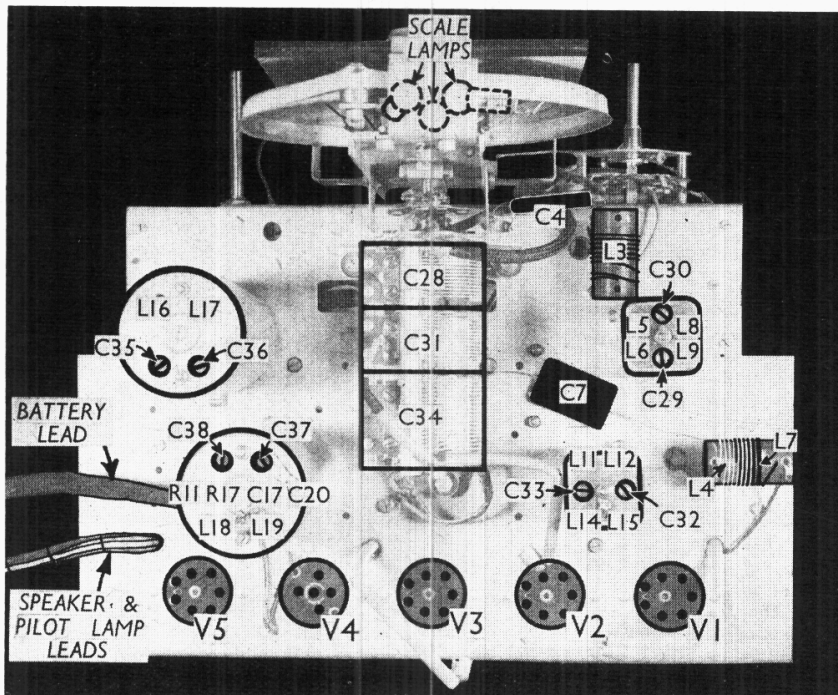 SCALE
LAMPS
C4
L3
C28
C30
L16 L17
L5 L8
C31
C35
C36
L6 L9
C7
C29
BATTERY
LEAD
C34
C38
C37
L11 L12
L7
L4
R11 R17 C17 C20
C33
C32
L18 L19
L14 L15
SPEAKER &
PILOT LAMP
LEADS
V5
V4
V3
V2
V1